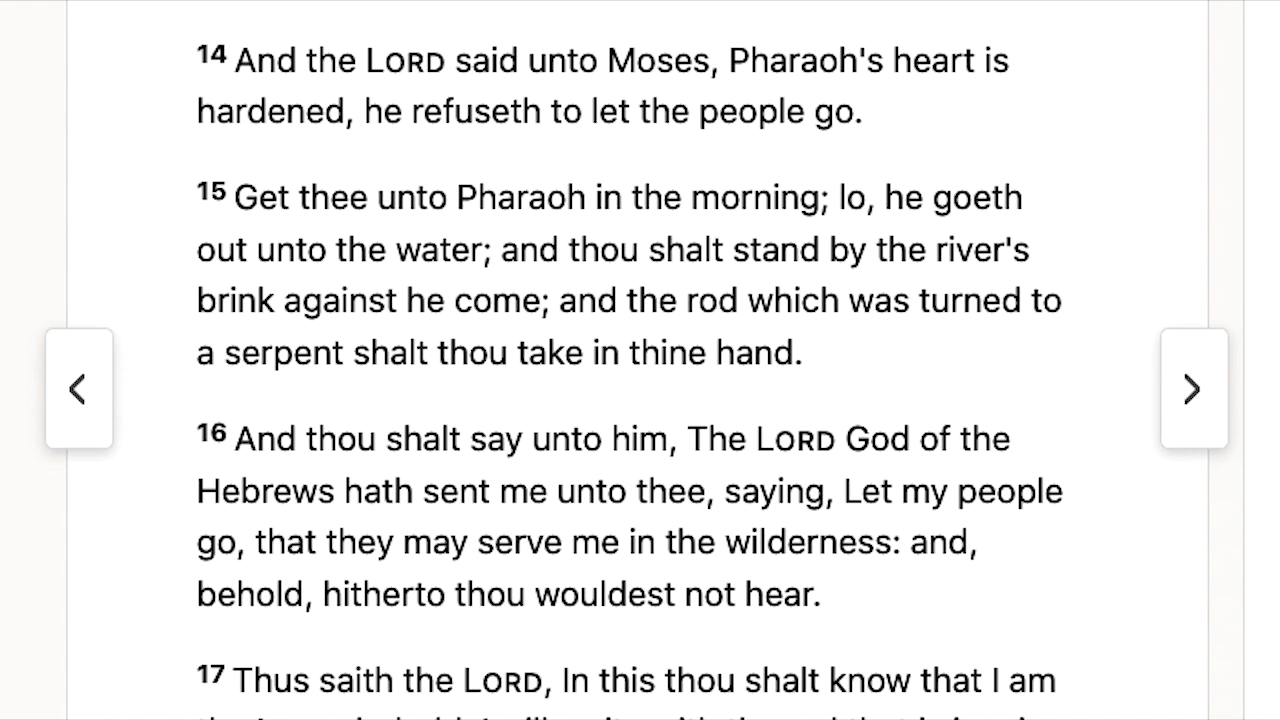 14 And the LORD said unto Moses, Pharaoh's heart is
hardened, he refuseth to let the people go.
15 Get thee unto Pharaoh in the morning; lo, he goeth
out unto the water; and thou shalt stand by the river's
brink against he come; and the rod which was turned to
a serpent shalt thou take in thine hand.
16 And thou shalt say unto him, The LORD God of the
Hebrews hath sent me unto thee, saying, Let my people
go, that they may serve me in the wilderness: and,
behold, hitherto thou wouldest not hear.
17 Thus saith the LORD, In this thou shalt know that I am